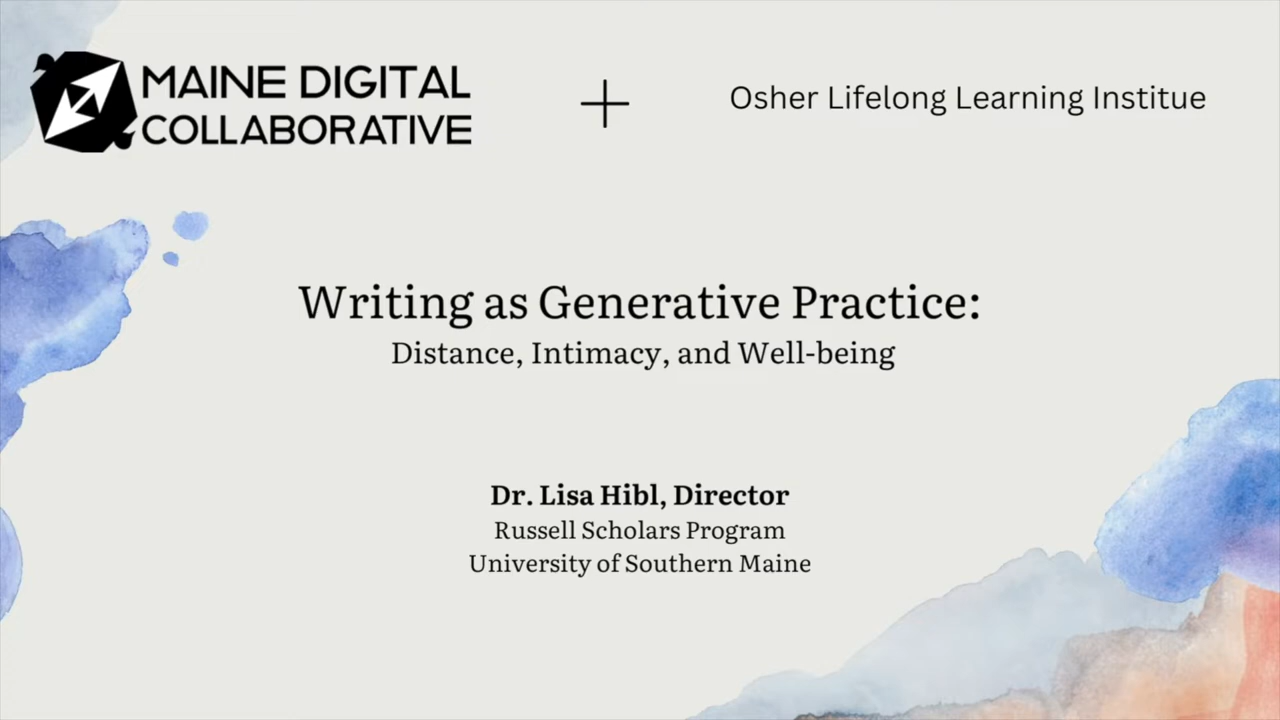 MAINE DIGITAL
COLLABORATIVE
+
Osher Lifelong Learning Institue
Writing as Generative Practice:
Distance, Intimacy, and Well-being
Dr. Lisa Hibl, Director
Russell Scholars Program
University of Southern Maine